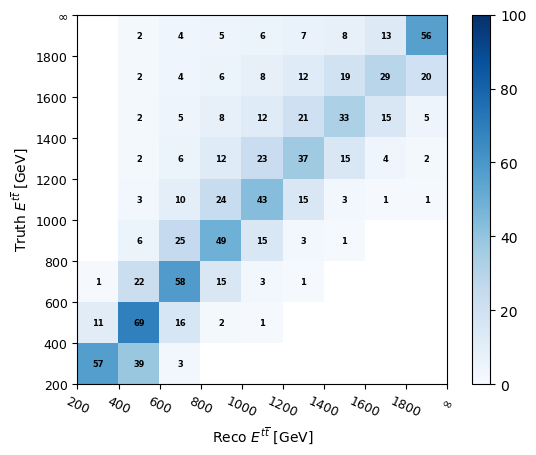 ∞
2 4 5 6 7 8 13 56
1800
2 4 6 8 12 19 29 20
1600
2 5 8 12 21 33 15 5
1400
2 6 12 23 37 15 4 2
1200
3 10 24 43 15 3 1 1
1000
6 25 49 15 3 1
800
1 22 58 15 3 1
600
11 69 16 2 1
400
57 39 3
200
200 400 600 800 1000 1200 1400 1600 1800 ∞
Truth E^{tt̅} [GeV]
Reco E^{tt̅} [GeV]
100
80
60
40
20
0